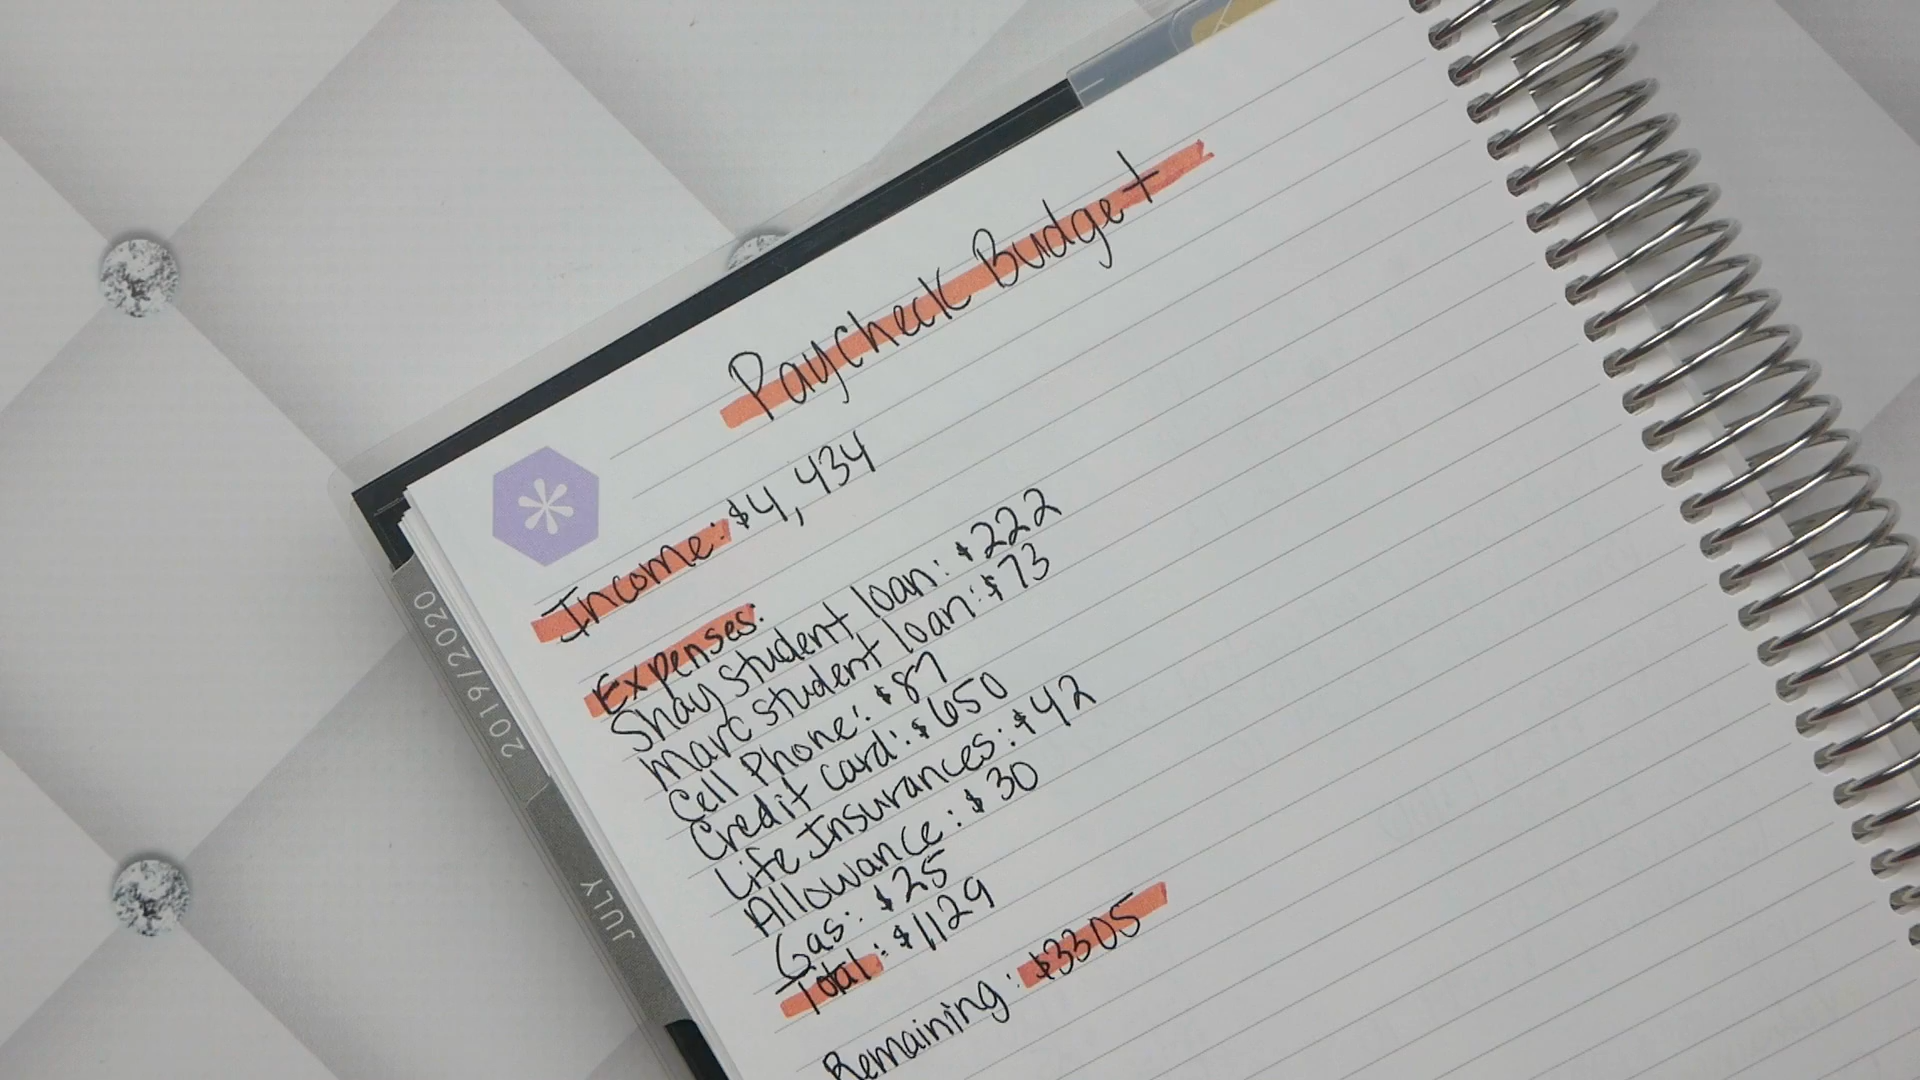 Paycheck Budget
Income: $4,434
Expenses:
Shay Student loan: $222
Marc Student loan: $73
Cell Phone: $87
Credit card: $650
Life Insurances: $42
Allowance: $30
Gas: $25
Total: $1129
Remaining: $3305
2019/2020
JULY